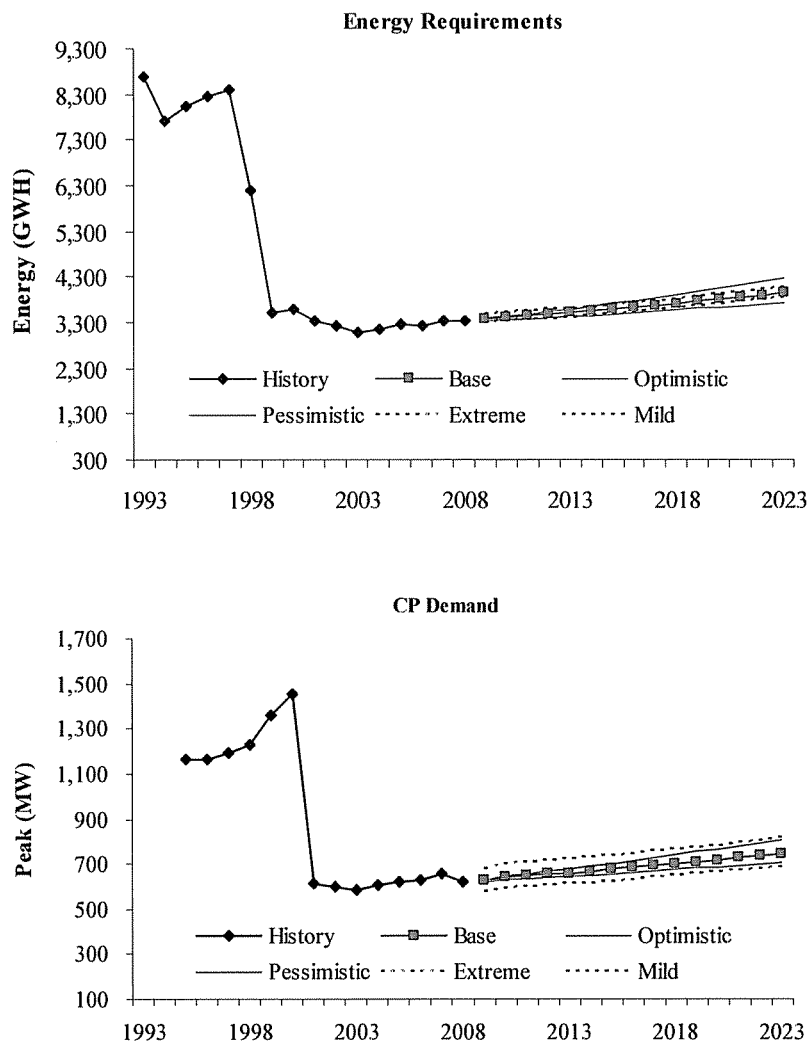 Energy Requirements
9,300
8,300
7,300
6,300
5,300
4,300
3,300
2,300
1,300
300
Energy (GWH)
History Base Optimistic
Pessimistic Extreme Mild
1993 1998 2003 2008 2013 2018 2023
CP Demand
1,700
1,500
1,300
1,100
900
700
500
300
100
Peak (MW)
History Base Optimistic
Pessimistic Extreme Mild
1993 1998 2003 2008 2013 2018 2023